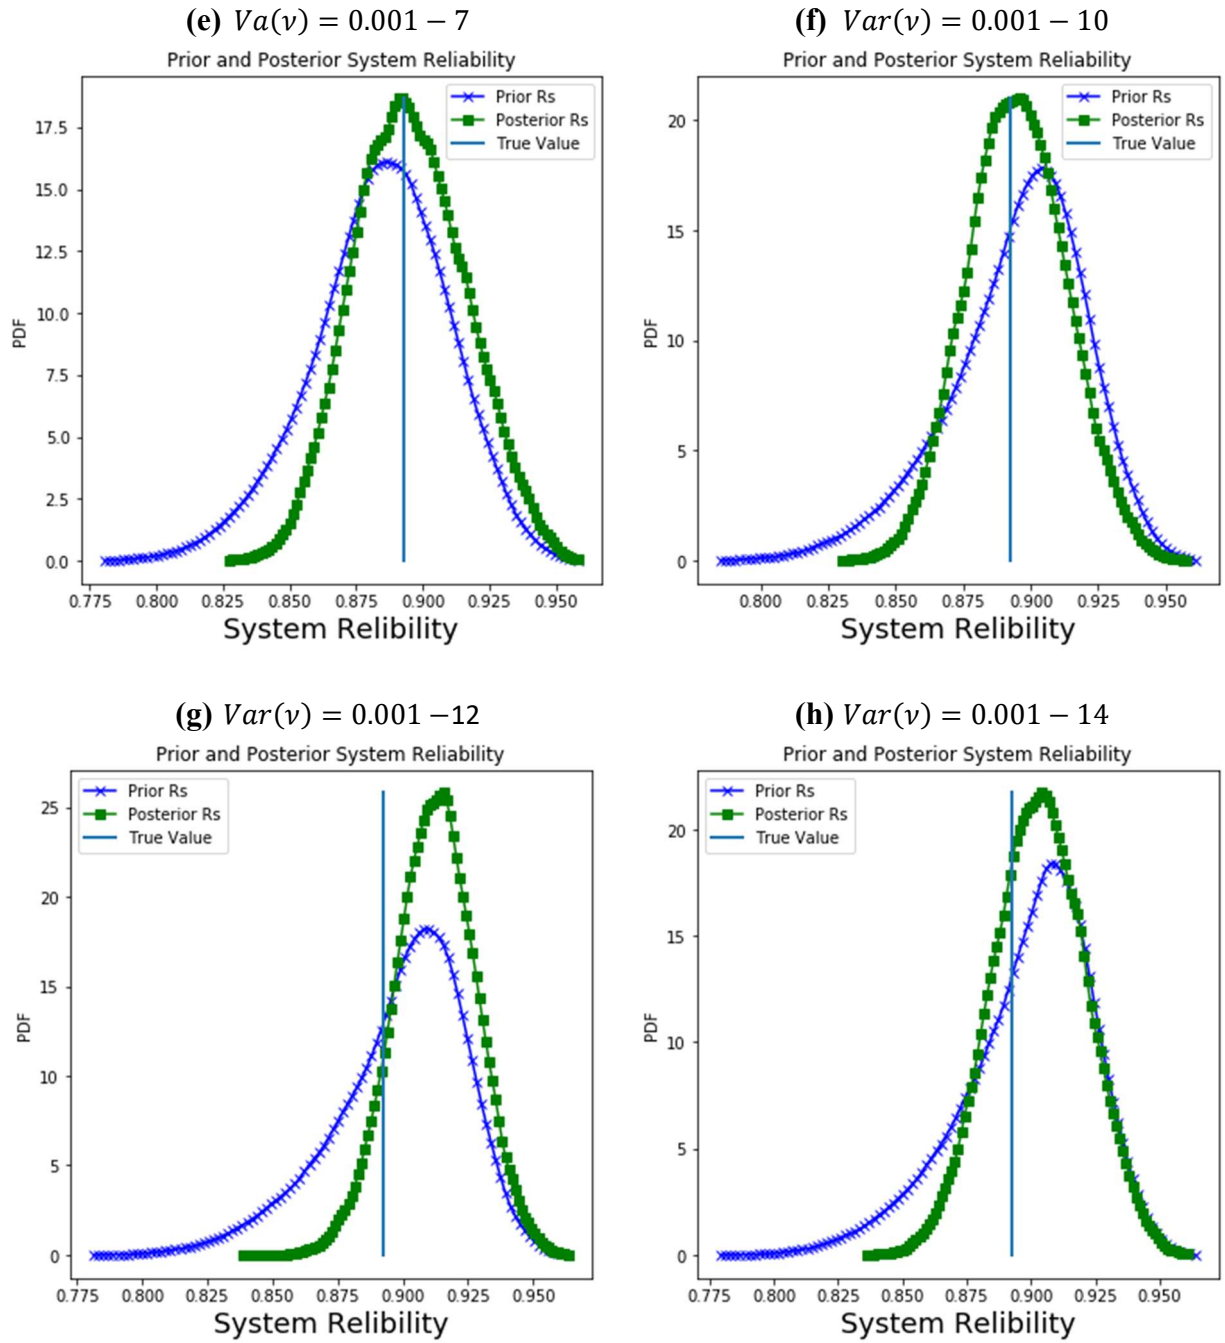 (e) Va(ν) = 0.001 − 7
Prior and Posterior System Reliability
Prior Rs
Posterior Rs
True Value
17.5
15.0
12.5
10.0
7.5
5.0
2.5
0.0
PDF
0.775 0.800 0.825 0.850 0.875 0.900 0.925 0.950
System Relibility
(f) Var(ν) = 0.001 − 10
Prior and Posterior System Reliability
Prior Rs
Posterior Rs
True Value
20
15
10
5
0
PDF
0.800 0.825 0.850 0.875 0.900 0.925 0.950
System Relibility
(g) Var(ν) = 0.001 −12
Prior and Posterior System Reliability
Prior Rs
Posterior Rs
True Value
25
20
15
10
5
0
PDF
0.775 0.800 0.825 0.850 0.875 0.900 0.925 0.950
System Relibility
(h) Var(ν) = 0.001 − 14
Prior and Posterior System Reliability
Prior Rs
Posterior Rs
True Value
20
15
10
5
0
PDF
0.775 0.800 0.825 0.850 0.875 0.900 0.925 0.950
System Relibility